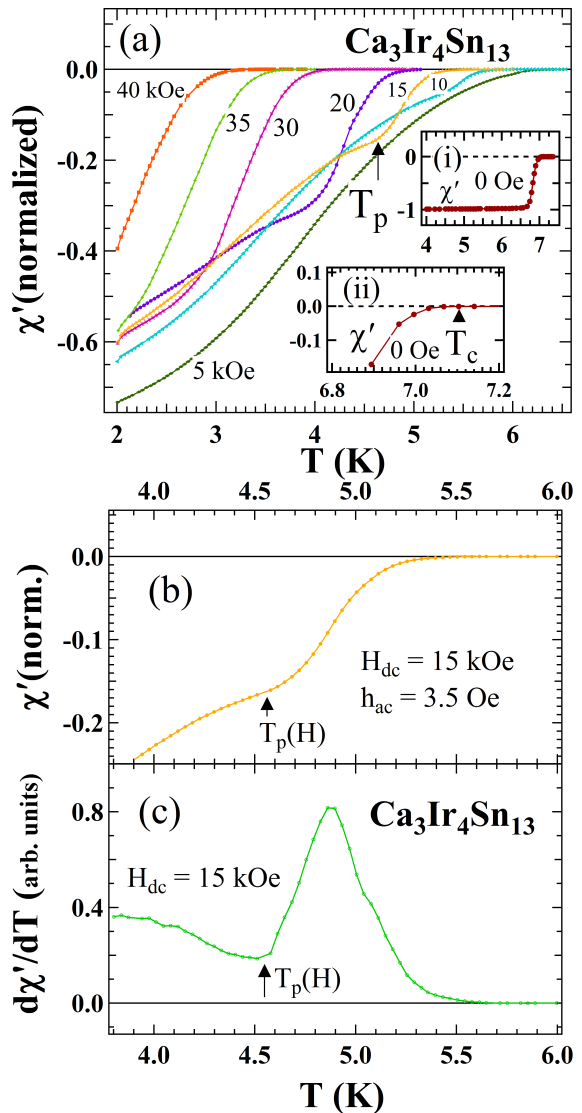 (a) Ca3Ir4Sn13
0.0
40 kOe
35
30
20
15
10
-0.2
Tp
(i)
0
χ′ 0 Oe
-1
4 5 6 7
-0.4
χ'(normalized)
(ii)
0.1
0.0
-0.1
χ′ 0 Oe Tc
6.8 7.0 7.2
-0.6
5 kOe
2 3 4 5 6
T (K)
4.0 4.5 5.0 5.5 6.0
0.0
(b)
-0.1
χ′(norm.)
Hdc = 15 kOe
hac = 3.5 Oe
-0.2
Tp(H)
(c) Ca3Ir4Sn13
0.8
Hdc = 15 kOe
dχ'/dT (arb. units)
0.4
Tp(H)
0.0
4.0 4.5 5.0 5.5 6.0
T (K)